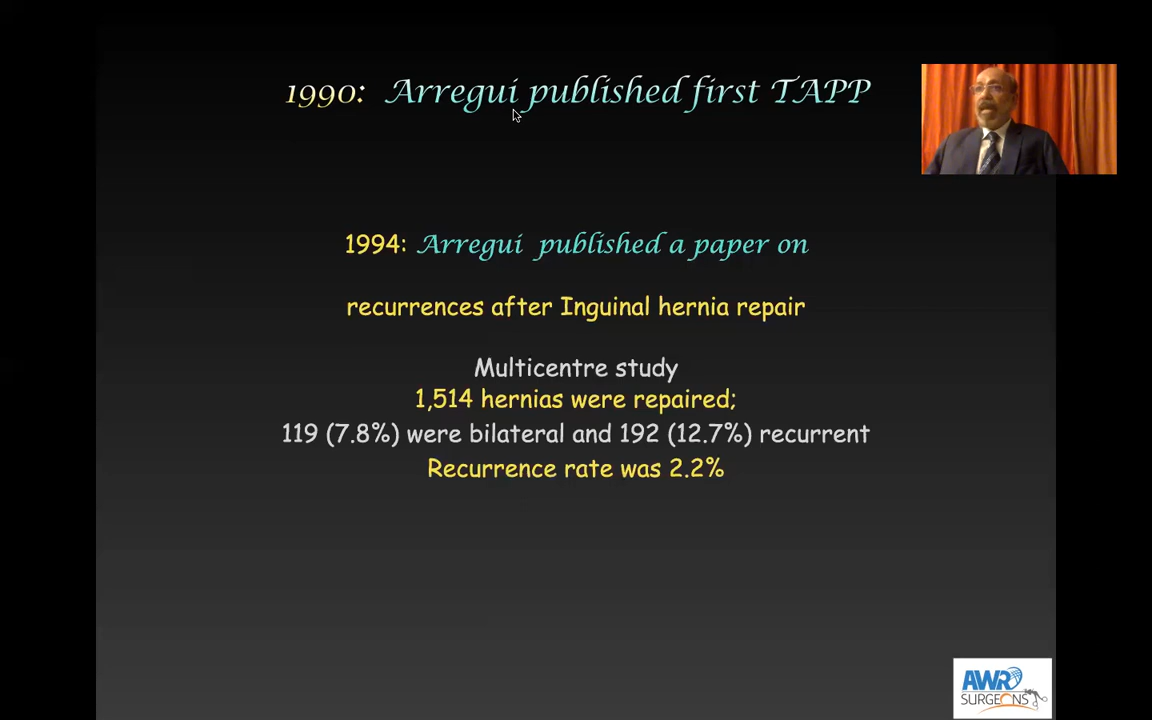 1990: Arregui published first TAPP
1994: Arregui published a paper on
recurrences after Inguinal hernia repair
Multicentre study
1,514 hernias were repaired;
119 (7.8%) were bilateral and 192 (12.7%) recurrent
Recurrence rate was 2.2%
AWR
SURGEONS